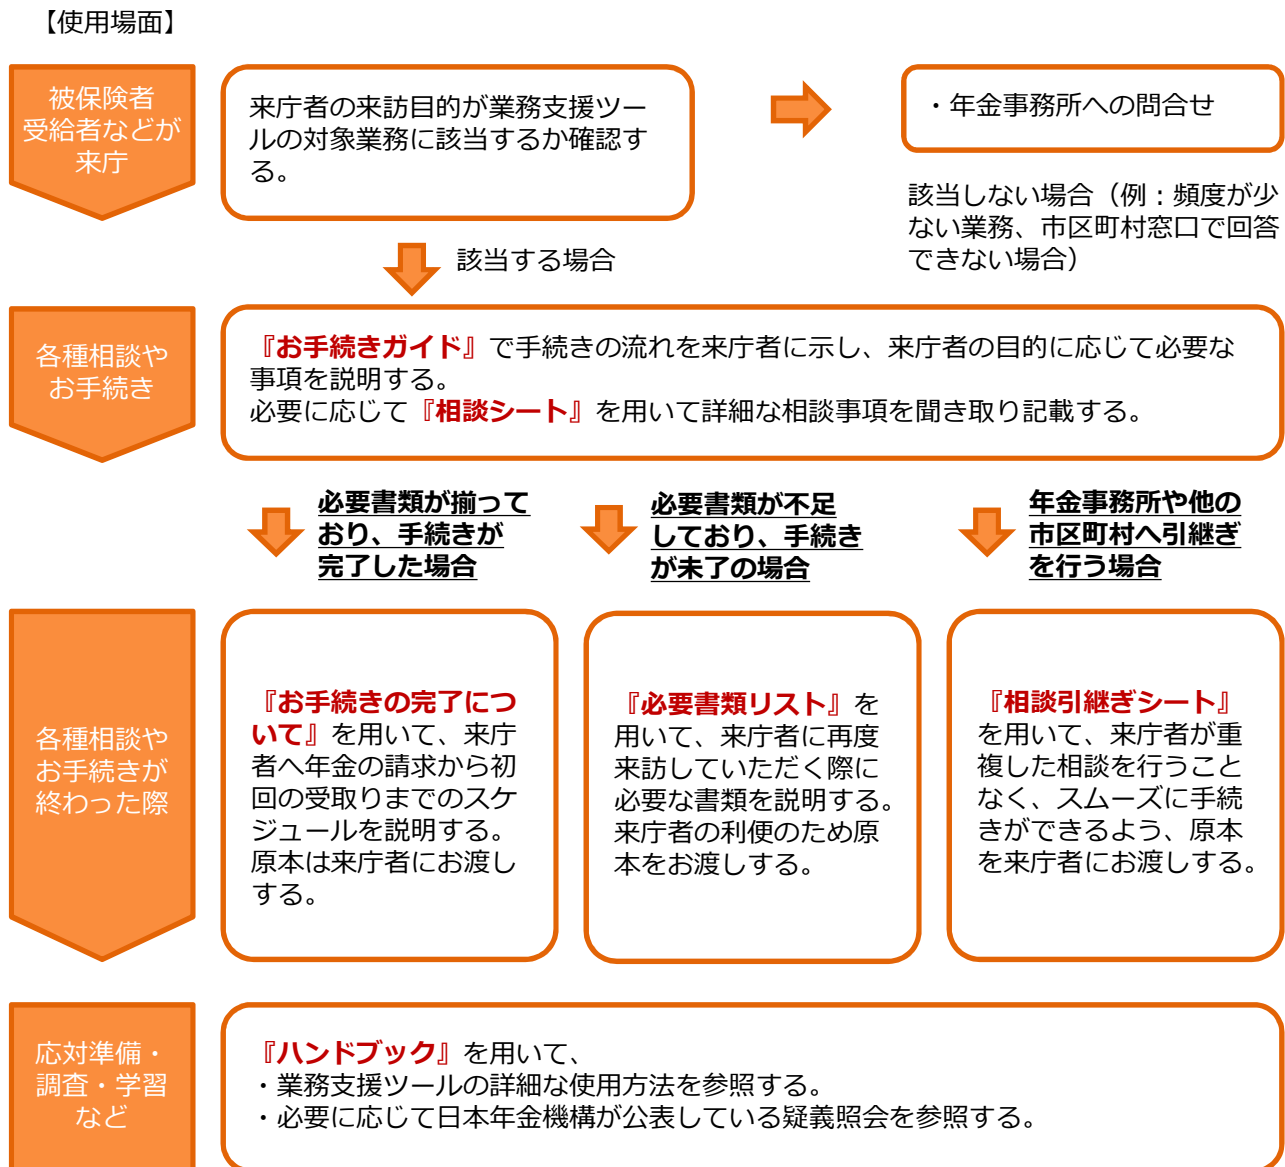 【使用場面】
被保険者
受給者などが
来庁
来庁者の来訪目的が業務支援ツー
ルの対象業務に該当するか確認す
る。
・年金事務所への問合せ
該当しない場合（例：頻度が少
ない業務、市区町村窓口で回答
できない場合）
該当する場合
各種相談や
お手続き
『お手続きガイド』で手続きの流れを来庁者に示し、来庁者の目的に応じて必要な
事項を説明する。
必要に応じて『相談シート』を用いて詳細な相談事項を聞き取り記載する。
必要書類が揃って
おり、手続きが
完了した場合
必要書類が不足
しており、手続き
が未了の場合
年金事務所や他の
市区町村へ引継ぎ
を行う場合
各種相談や
お手続きが
終わった際
『お手続きの完了につ
いて』を用いて、来庁
者へ年金の請求から初
回の受取りまでのスケ
ジュールを説明する。
原本は来庁者にお渡し
する。
『必要書類リスト』を
用いて、来庁者に再度
来訪していただく際に
必要な書類を説明する。
来庁者の利便のため原
本をお渡しする。
『相談引継ぎシート』
を用いて、来庁者が重
複した相談を行うこと
なく、スムーズに手続
きができるよう、原本
を来庁者にお渡しする。
応対準備・
調査・学習
など
『ハンドブック』を用いて、
・業務支援ツールの詳細な使用方法を参照する。
・必要に応じて日本年金機構が公表している疑義照会を参照する。